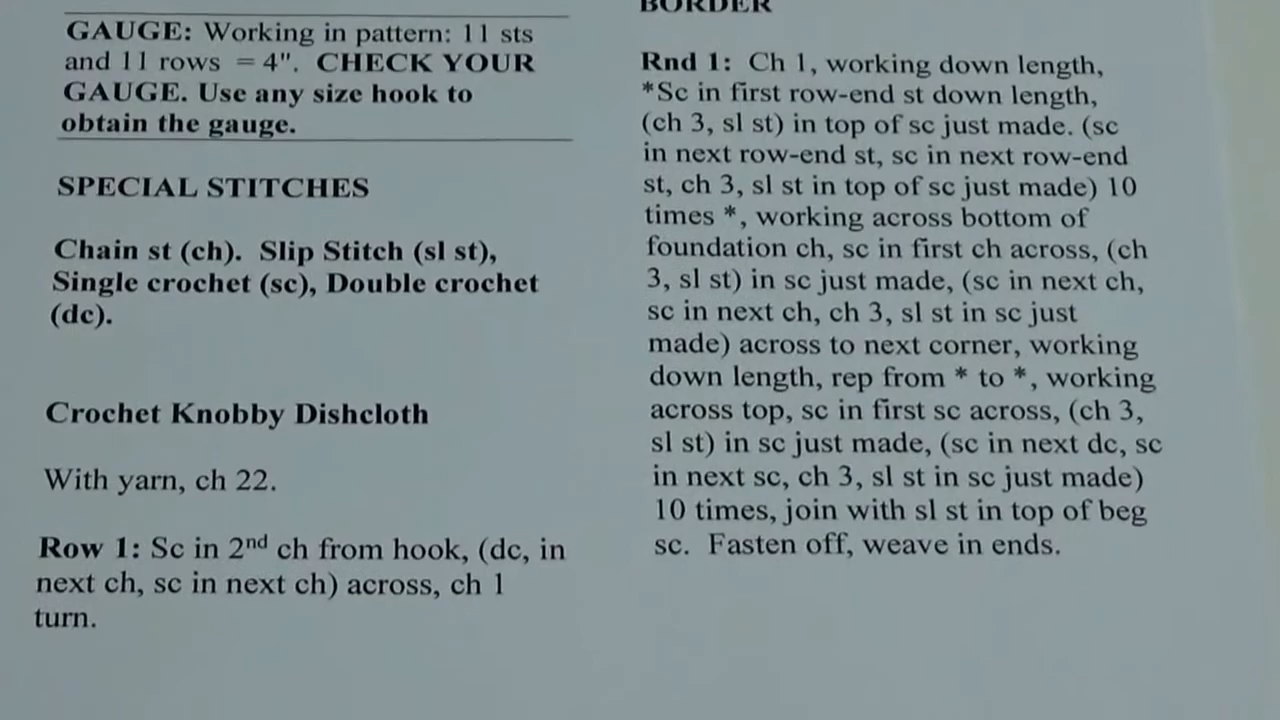 GAUGE: Working in pattern: 11 sts
and 11 rows = 4". CHECK YOUR
GAUGE. Use any size hook to
obtain the gauge.
SPECIAL STITCHES
Chain st (ch). Slip Stitch (sl st),
Single crochet (sc), Double crochet
(dc).
Crochet Knobby Dishcloth
With yarn, ch 22.
Row 1: Sc in 2nd ch from hook, (dc, in
next ch, sc in next ch) across, ch 1
turn.
BORDER
Rnd 1: Ch 1, working down length,
*Sc in first row-end st down length,
(ch 3, sl st) in top of sc just made. (sc
in next row-end st, sc in next row-end
st, ch 3, sl st in top of sc just made) 10
times *, working across bottom of
foundation ch, sc in first ch across, (ch
3, sl st) in sc just made, (sc in next ch,
sc in next ch, ch 3, sl st in sc just
made) across to next corner, working
down length, rep from * to *, working
across top, sc in first sc across, (ch 3,
sl st) in sc just made, (sc in next dc, sc
in next sc, ch 3, sl st in sc just made)
10 times, join with sl st in top of beg
sc. Fasten off, weave in ends.